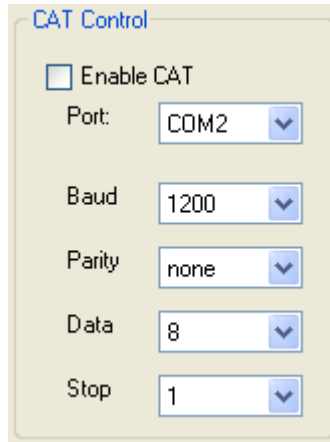 CAT Control
Enable CAT
Port: COM2
Baud 1200
Parity none
Data 8
Stop 1